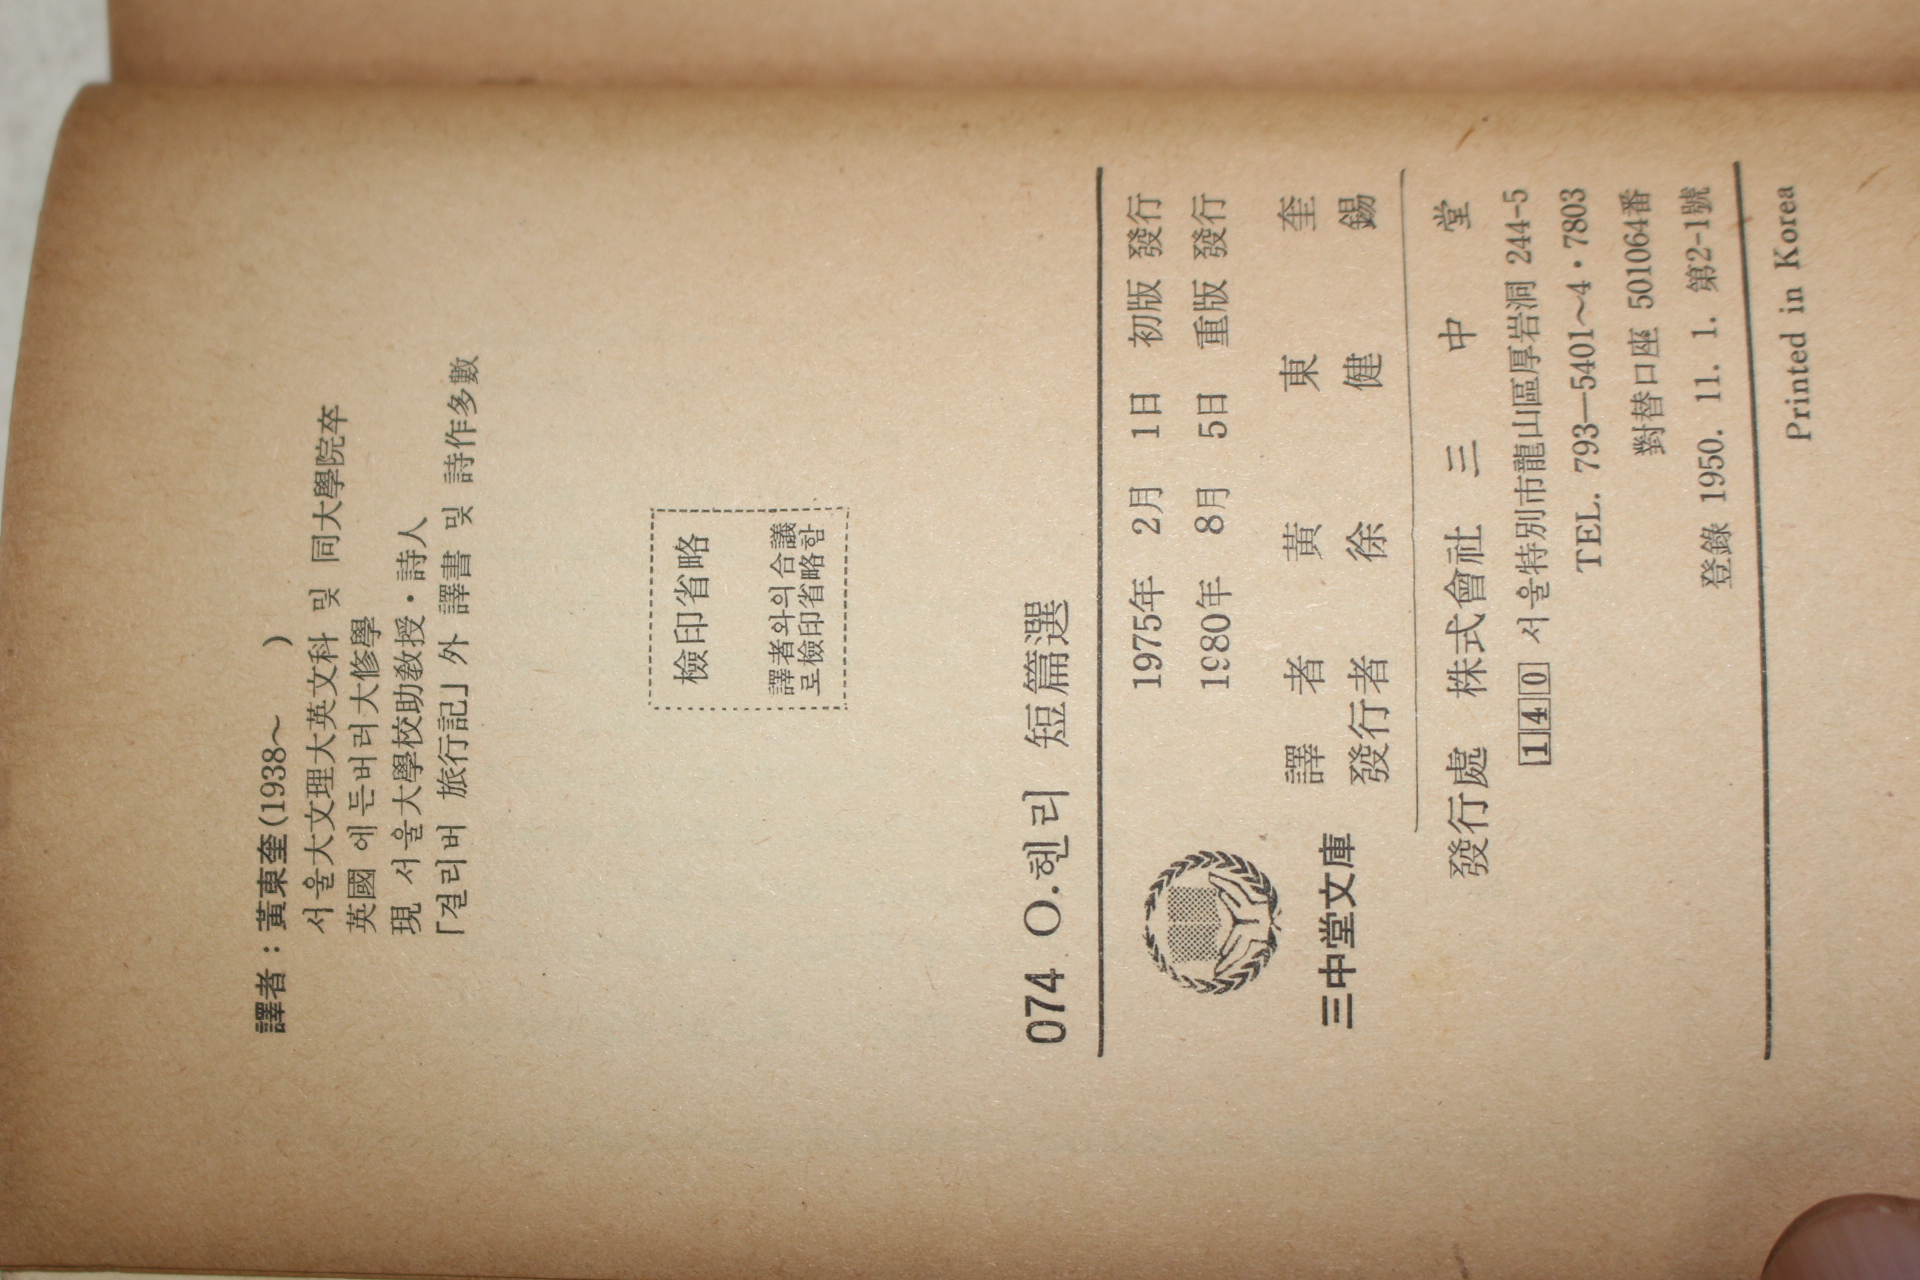 譯者 : 黃東奎(1938~ )
서울大文理大英文科 및 同大學院卒
英國 에든버러大修學
現 서울大學校助敎授・詩人
「걸리버 旅行記」外 譯書 및 詩作多數
檢印省略
譯者와의合議
로檢印省略함
074 O.헨리 短篇選
1975年 2月 1日 初版 發行
1980年 8月 5日 重版 發行
譯者 黃東奎
發行者 徐健錫
三中堂文庫
發行處 株式會社 三中堂
140 서울特別市龍山區厚岩洞 244-5
TEL. 793—5401~4・7803
對替口座 501064番
登錄 1950. 11. 1. 第2-1號
Printed in Korea